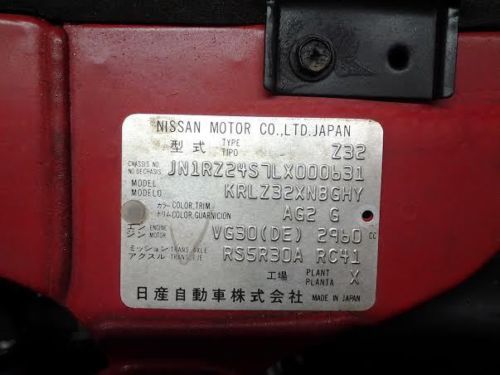 NISSAN MOTOR CO.,LTD.JAPAN
型式 TYPE TIPO Z32
CHASSIS NO. NO DECHASIS JN1RZ24S7LX000631
MODEL MODELO KRLZ32XN8GHY
カラー COLOR,TRIM トリム COLOR,GUARNICION AG2 G
エンジン ENGINE MOTOR VG30(DE) 2960 CC
ミッション TRANS. AXLE アクスル TRANS./EJE RS5R30A RC41
工場 PLANT PLANTA X
日産自動車株式会社 MADE IN JAPAN